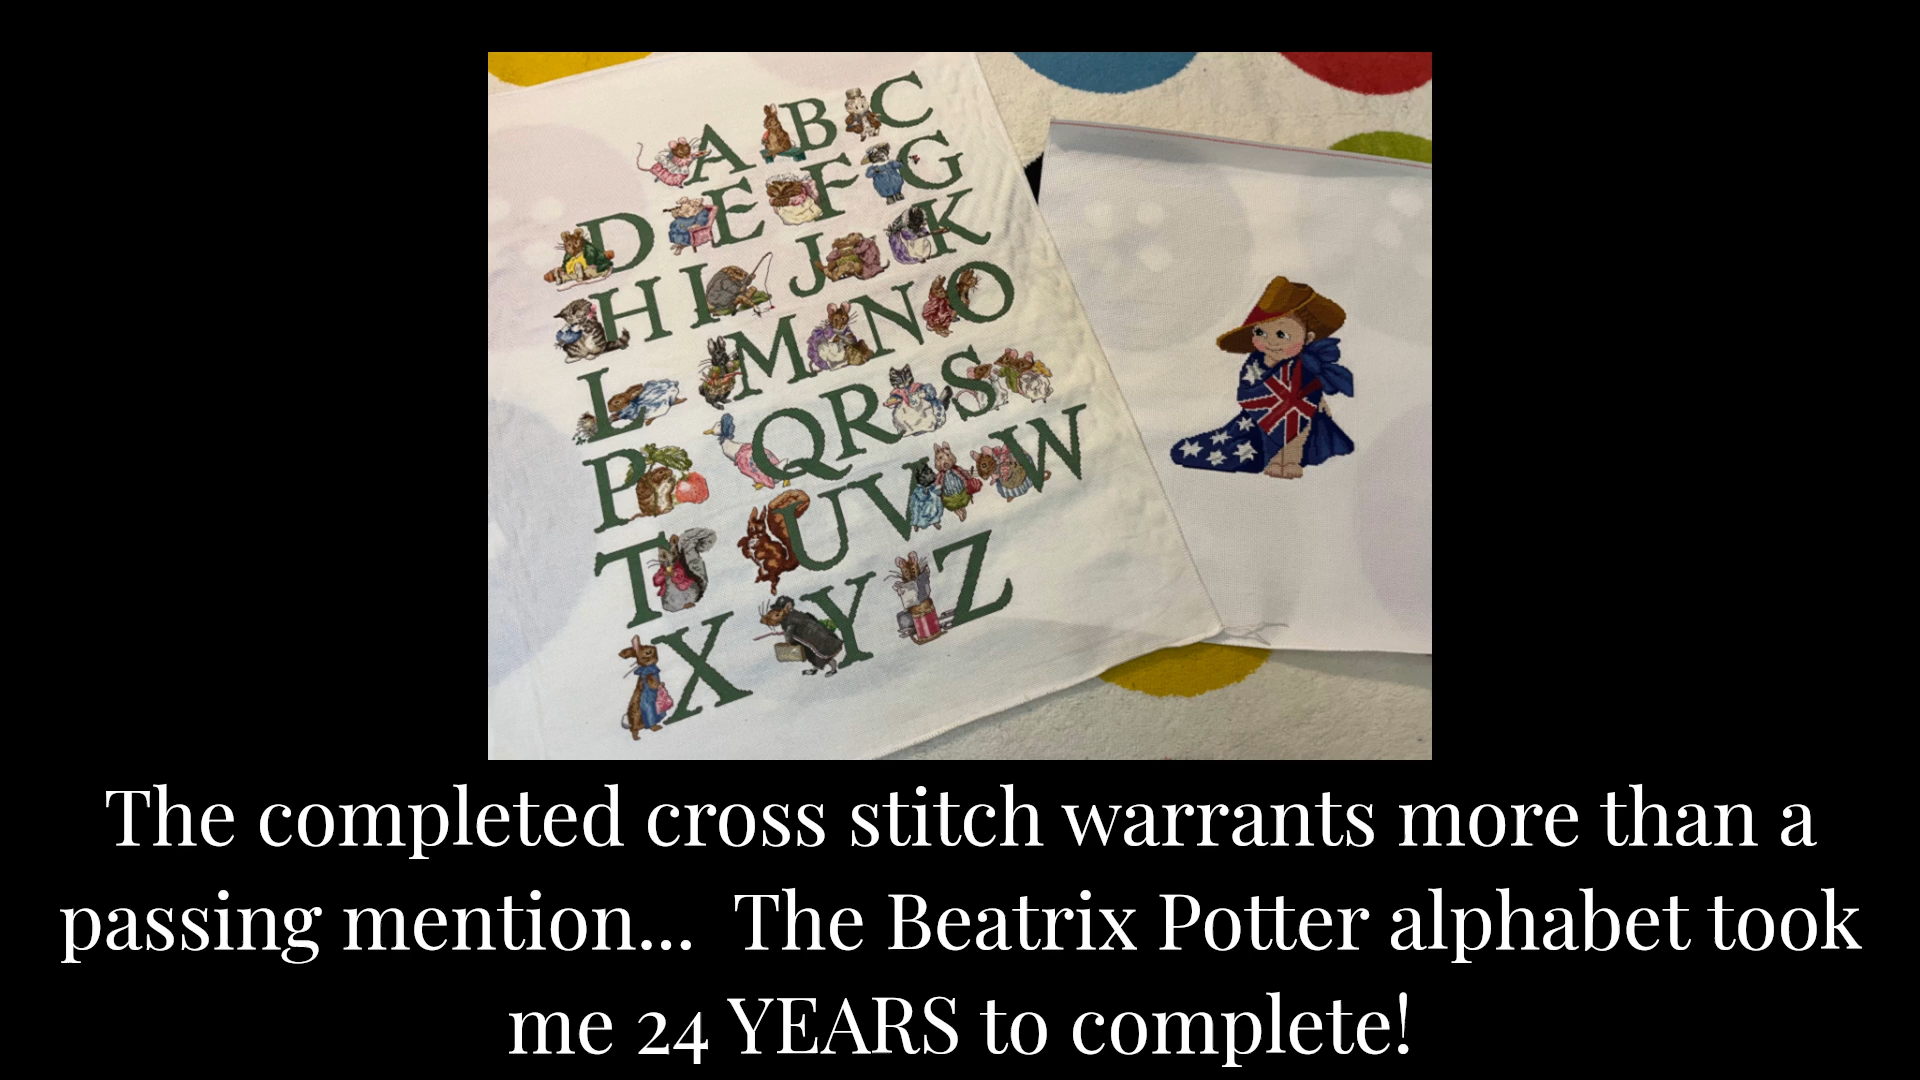 A B C
D E F G
H I J K
L M N O
P Q R S
T U V W
X Y Z
The completed cross stitch warrants more than a
passing mention... The Beatrix Potter alphabet took
me 24 YEARS to complete!